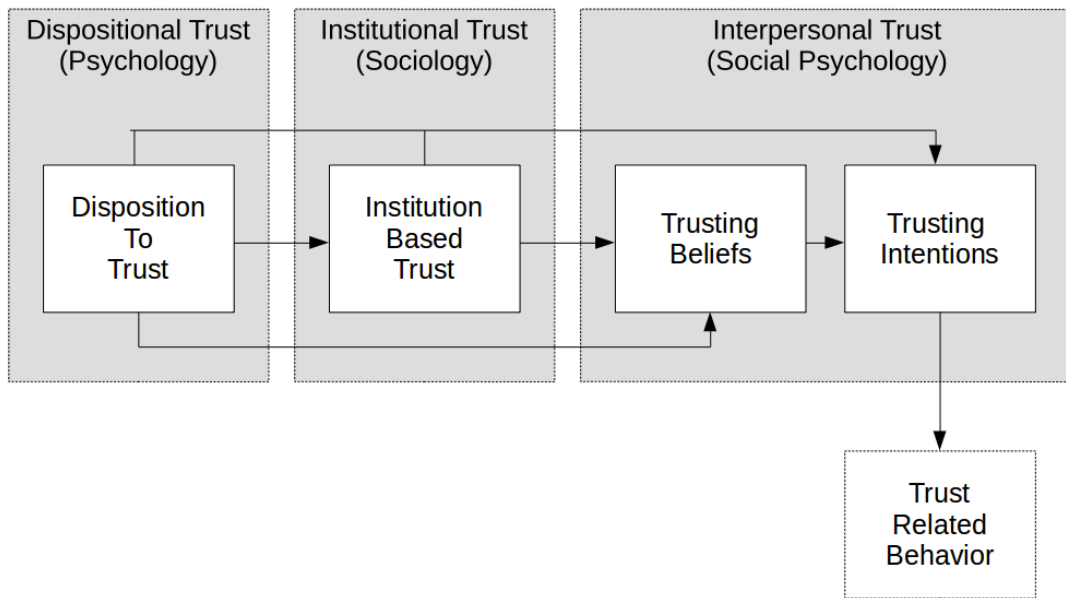 Dispositional Trust
(Psychology)
Institutional Trust
(Sociology)
Interpersonal Trust
(Social Psychology)
Disposition
To
Trust
Institution
Based
Trust
Trusting
Beliefs
Trusting
Intentions
Trust
Related
Behavior